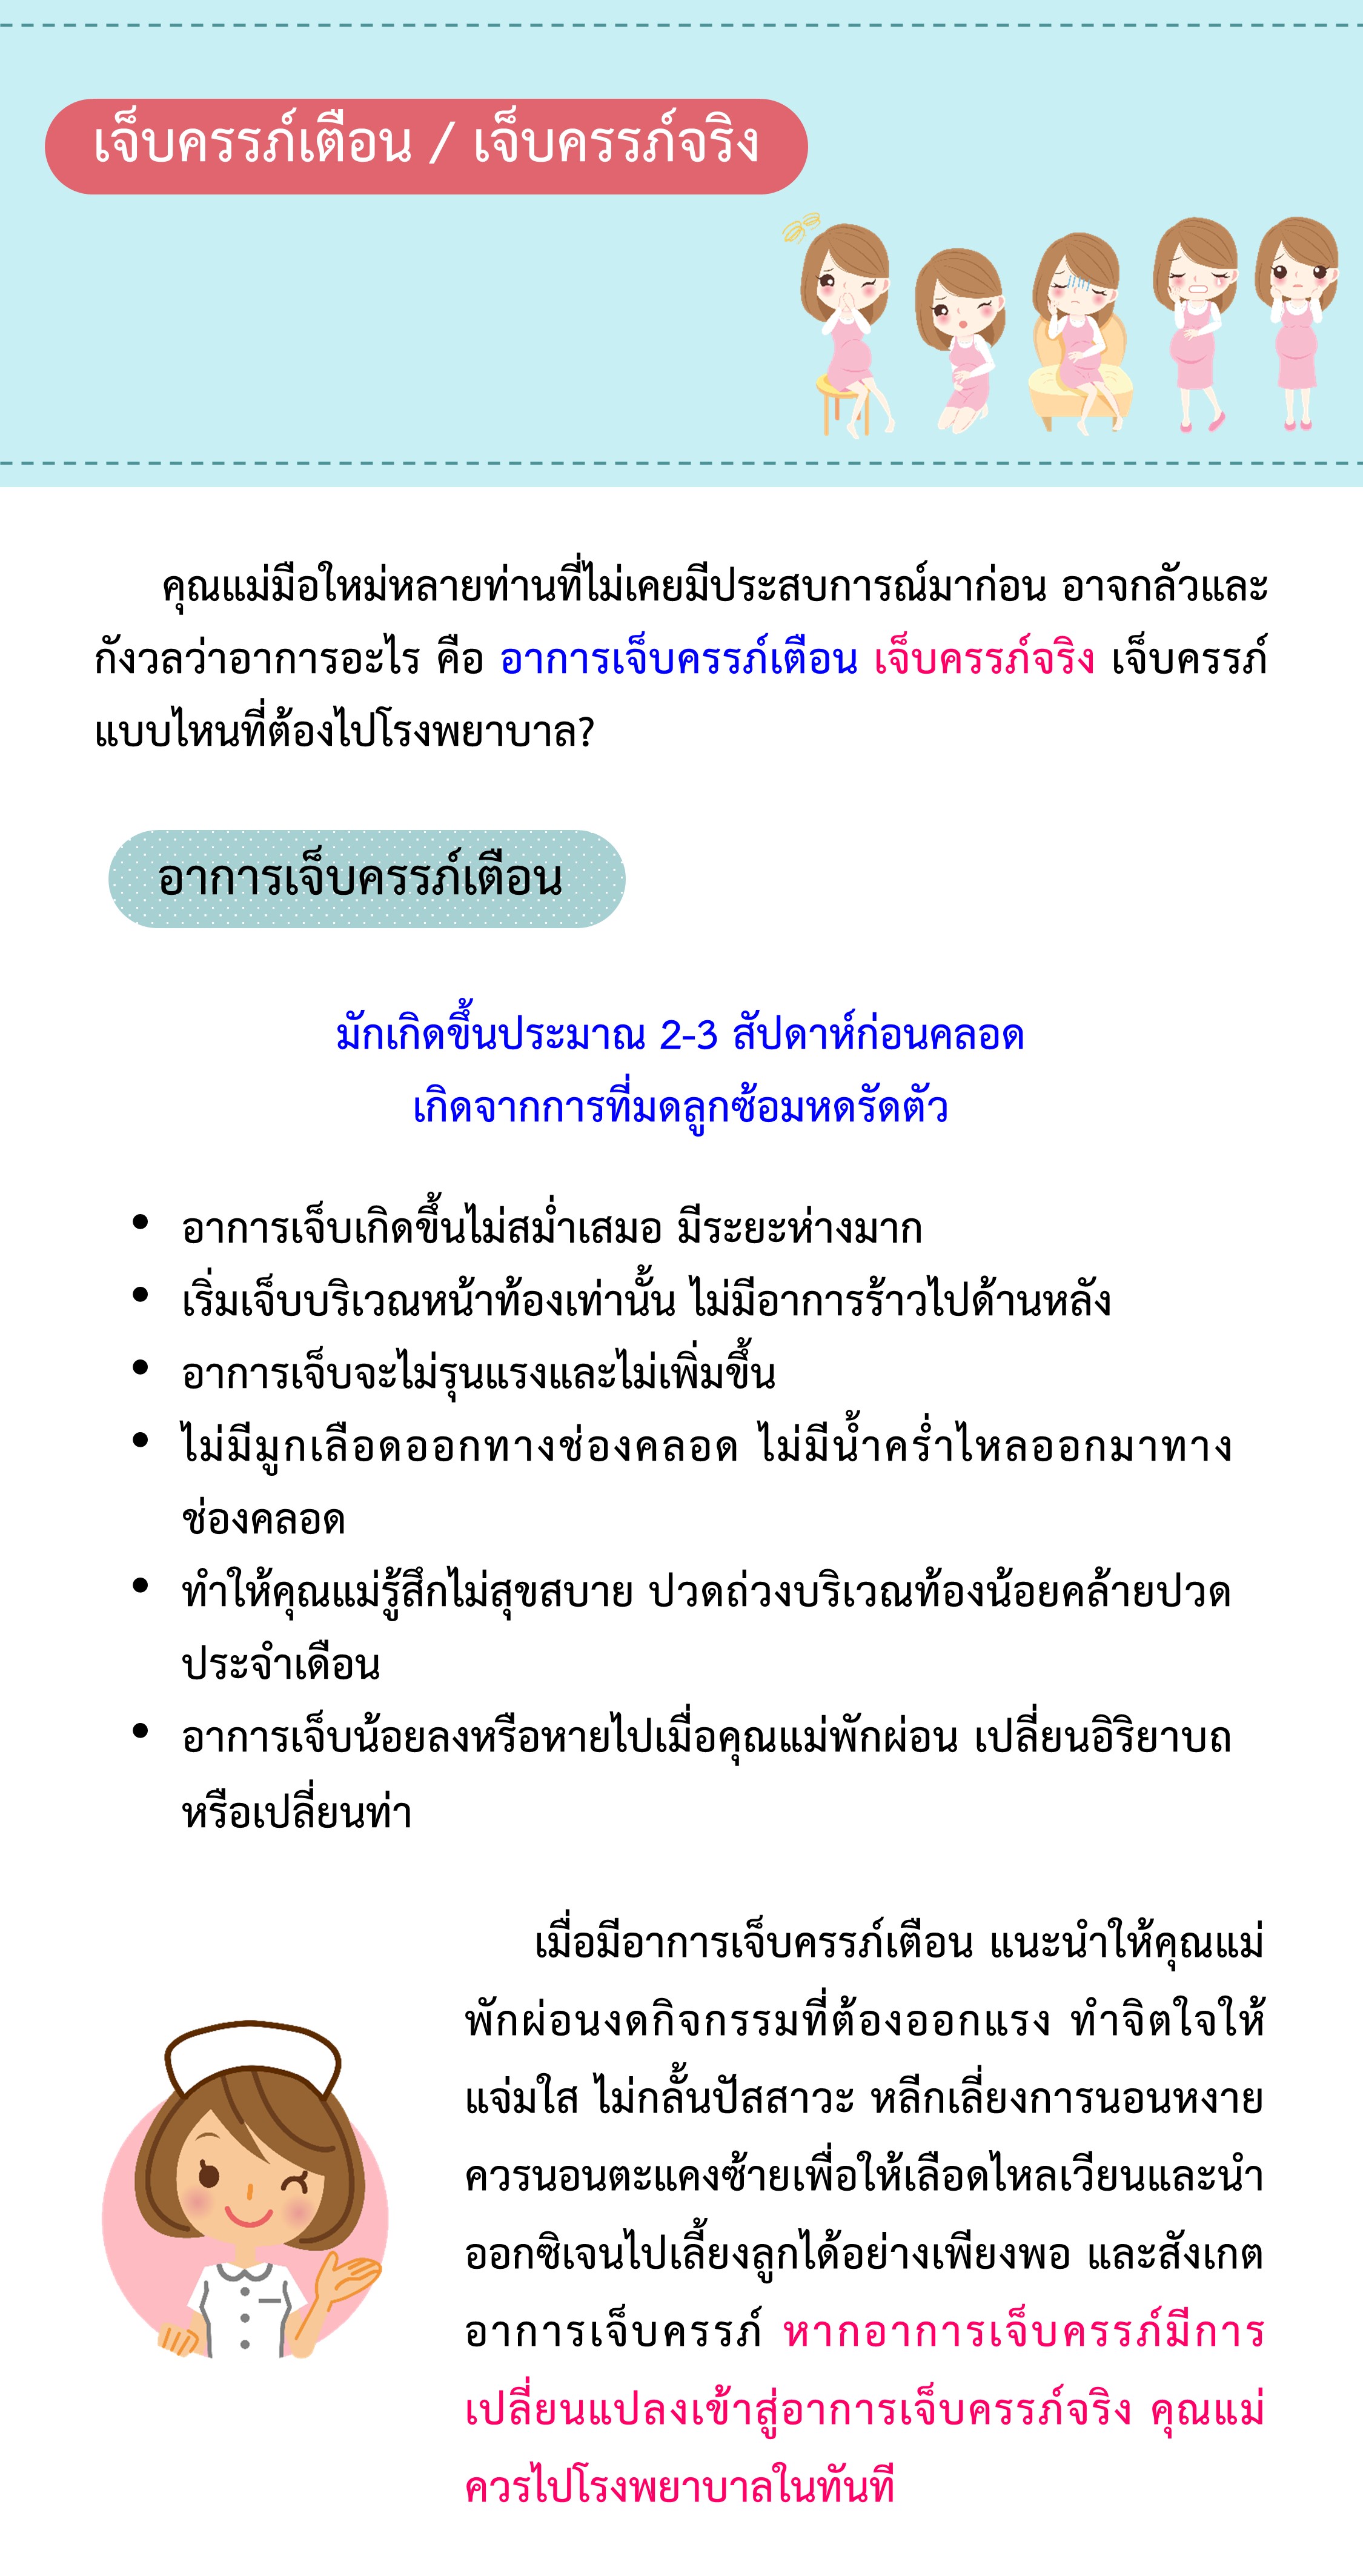 เจ็บครรภ์เตือน / เจ็บครรภ์จริง
คุณแม่มือใหม่หลายท่านที่ไม่เคยมีประสบการณ์มาก่อน อาจกลัวและ
กังวลว่าอาการอะไร คือ อาการเจ็บครรภ์เตือน เจ็บครรภ์จริง เจ็บครรภ์
แบบไหนที่ต้องไปโรงพยาบาล?
อาการเจ็บครรภ์เตือน
มักเกิดขึ้นประมาณ 2-3 สัปดาห์ก่อนคลอด
เกิดจากการที่มดลูกซ้อมหดรัดตัว
• อาการเจ็บเกิดขึ้นไม่สม่ำเสมอ มีระยะห่างมาก
• เริ่มเจ็บบริเวณหน้าท้องเท่านั้น ไม่มีอาการร้าวไปด้านหลัง
• อาการเจ็บจะไม่รุนแรงและไม่เพิ่มขึ้น
• ไม่มีมูกเลือดออกทางช่องคลอด ไม่มีน้ำคร่ำไหลออกมาทาง
ช่องคลอด
• ทำให้คุณแม่รู้สึกไม่สุขสบาย ปวดถ่วงบริเวณท้องน้อยคล้ายปวด
ประจำเดือน
• อาการเจ็บน้อยลงหรือหายไปเมื่อคุณแม่พักผ่อน เปลี่ยนอิริยาบถ
หรือเปลี่ยนท่า
เมื่อมีอาการเจ็บครรภ์เตือน แนะนำให้คุณแม่
พักผ่อนงดกิจกรรมที่ต้องออกแรง ทำจิตใจให้
แจ่มใส ไม่กลั้นปัสสาวะ หลีกเลี่ยงการนอนหงาย
ควรนอนตะแคงซ้ายเพื่อให้เลือดไหลเวียนและนำ
ออกซิเจนไปเลี้ยงลูกได้อย่างเพียงพอ และสังเกต
อาการเจ็บครรภ์ หากอาการเจ็บครรภ์มีการ
เปลี่ยนแปลงเข้าสู่อาการเจ็บครรภ์จริง คุณแม่
ควรไปโรงพยาบาลในทันที